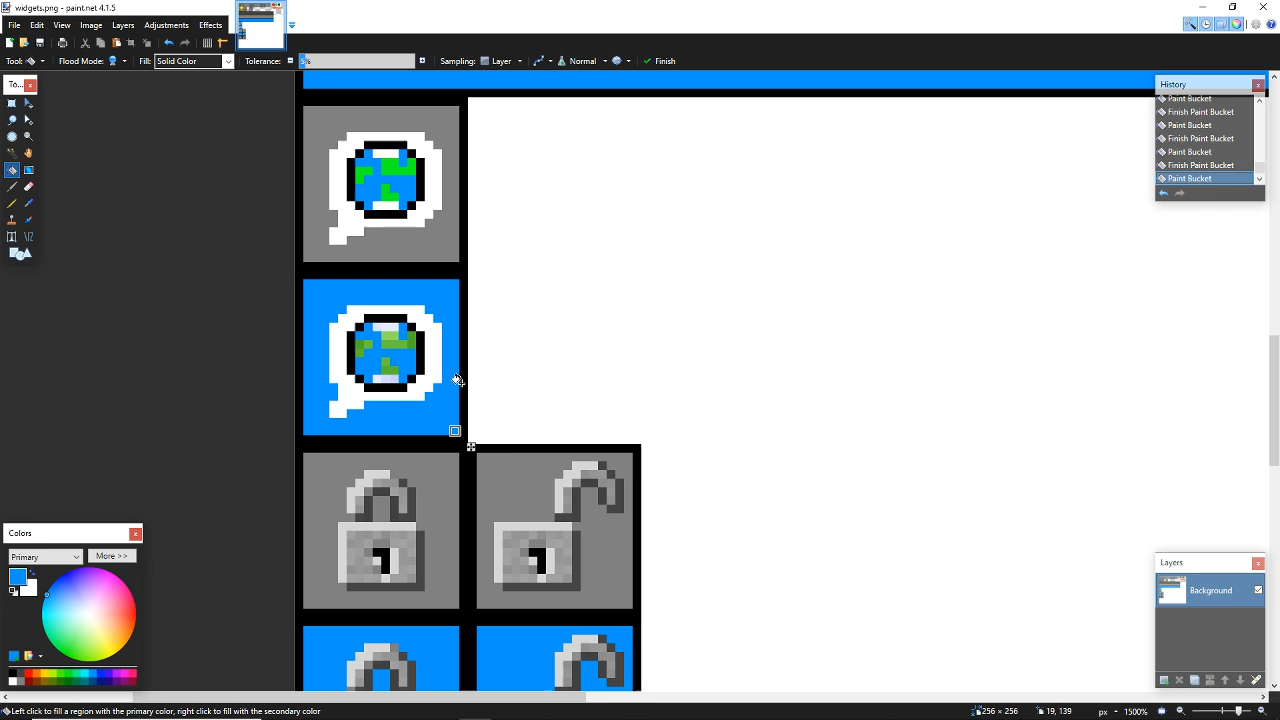 widgets.png - paint.net 4.1.5
File Edit View Image Adjustments Effects
Tool: Flood Mode: Fill: Solid Color Tolerance: 5% Sampling: Layer Normal Finish
To...
History
Paint Bucket
Finish Paint Bucket
Paint Bucket
Finish Paint Bucket
Paint Bucket
Finish Paint Bucket
Paint Bucket
Colors
Primary
More >>
Layers
Background
Left click to fill a region with the primary color, right click to fill with the secondary color
256 × 256
19, 139
px
1500%